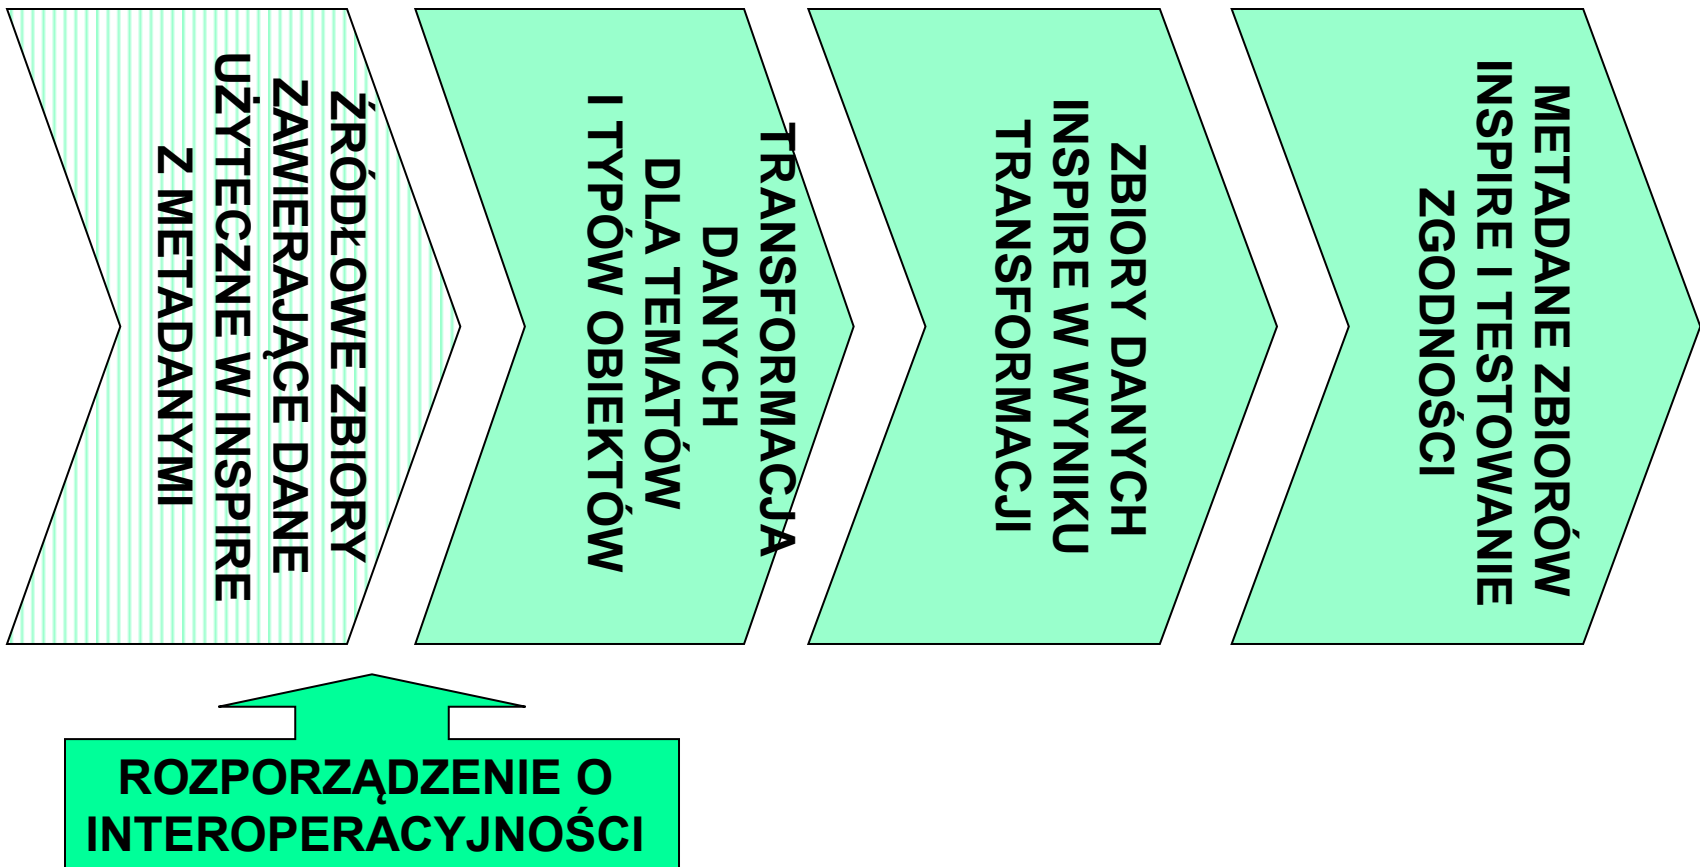 ŹRÓDŁOWE ZBIORY
ZAWIERAJĄCE DANE
UŻYTECZNE W INSPIRE
Z METADANYMI
TRANSFORMACJA
DANYCH
DLA TEMATÓW
I TYPÓW OBIEKTÓW
ZBIORY DANYCH
INSPIRE W WYNIKU
TRANSFORMACJI
METADANE ZBIORÓW
INSPIRE I TESTOWANIE
ZGODNOŚCI
ROZPORZĄDZENIE O
INTEROPERACYJNOŚCI